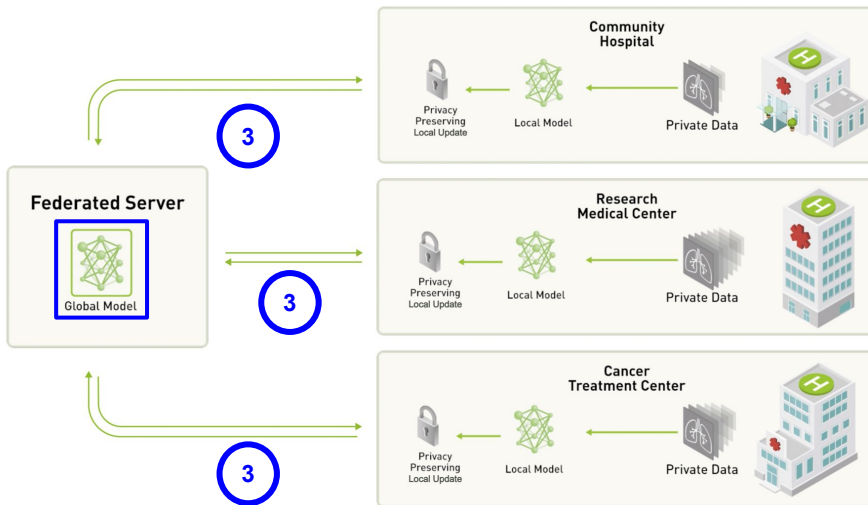 Community
Hospital
Privacy
Preserving
Local Update
Local Model
Private Data
H
3
Federated Server
Global Model
3
Research
Medical Center
Privacy
Preserving
Local Update
Local Model
Private Data
H
Cancer
Treatment Center
Privacy
Preserving
Local Update
Local Model
Private Data
H
3